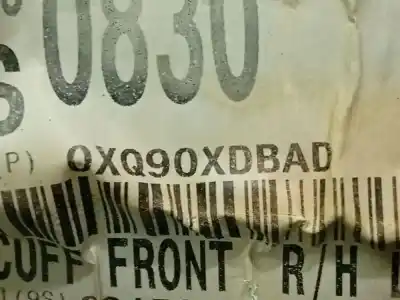 S 0830
(P) 0XQ90XDBAD
CUFF FRONT R/H